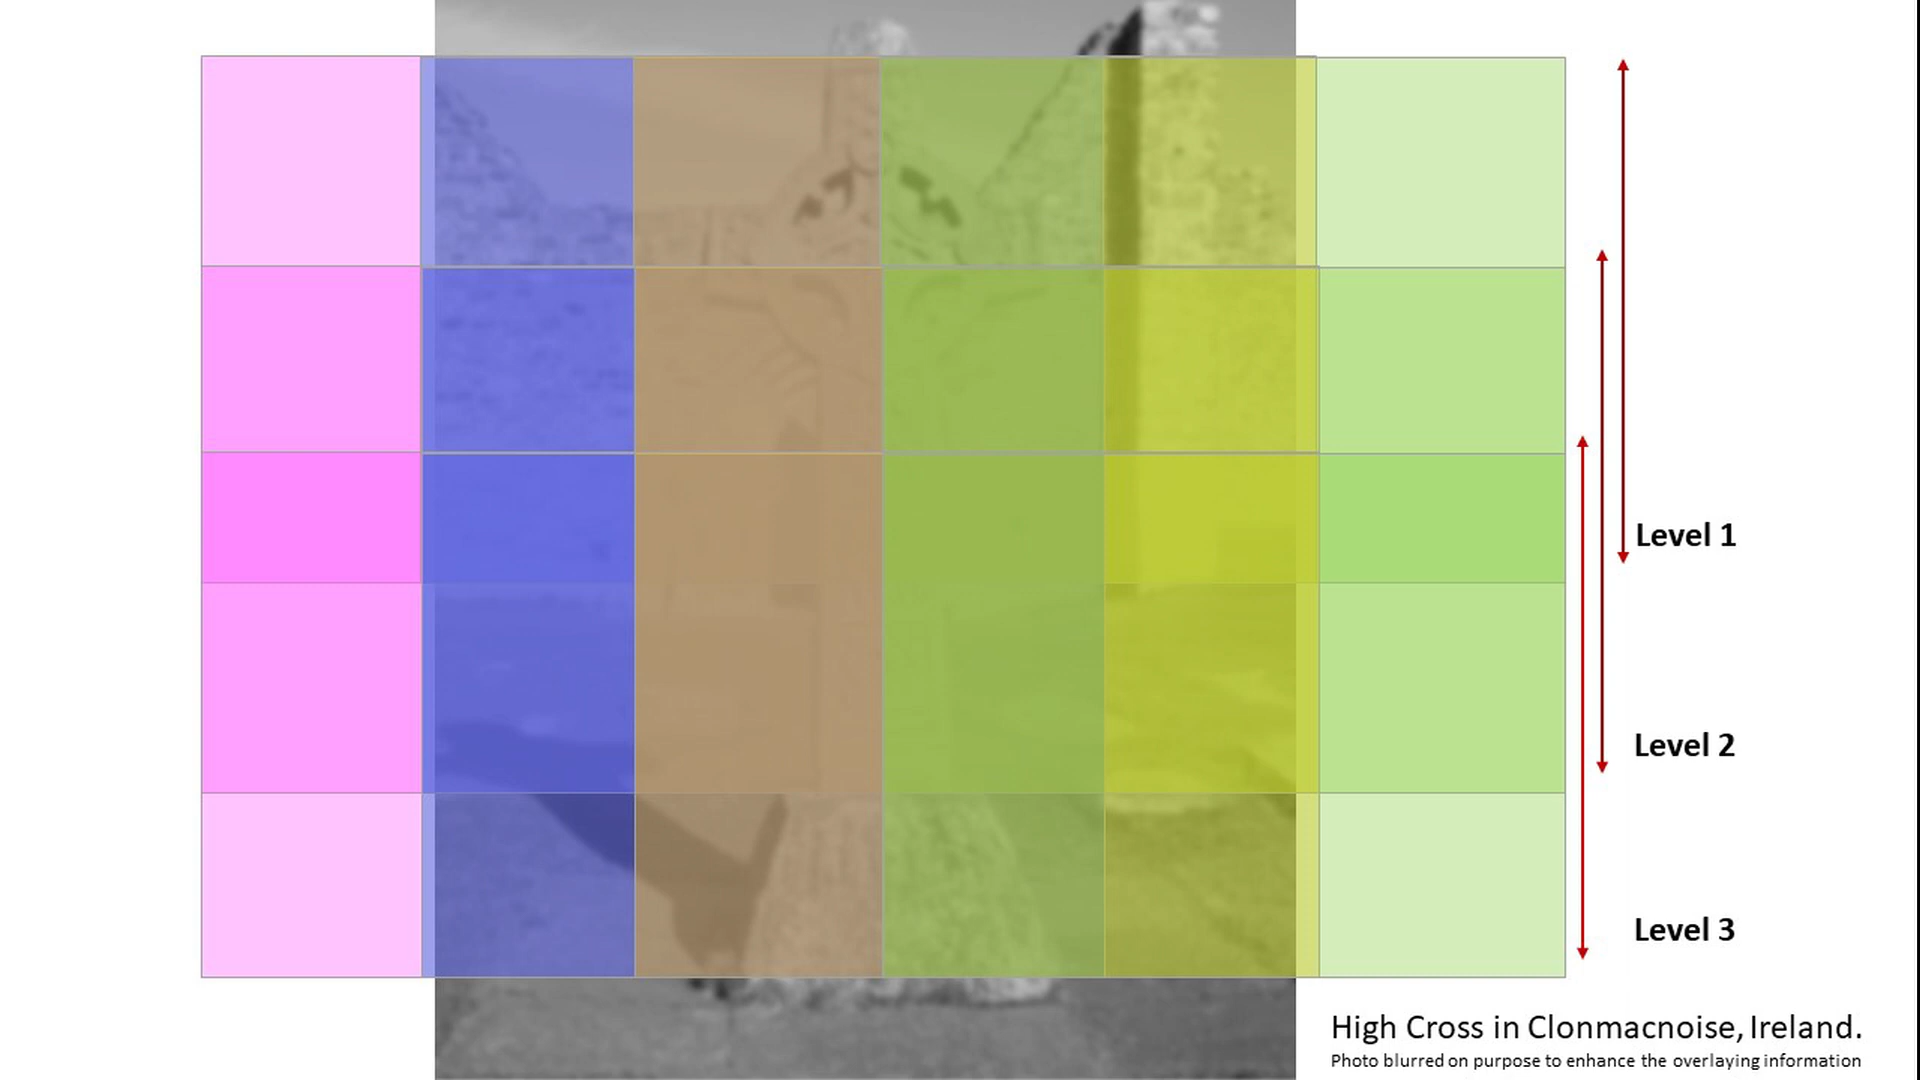 Level 1
Level 2
Level 3
High Cross in Clonmacnoise, Ireland.
Photo blurred on purpose to enhance the overlaying information